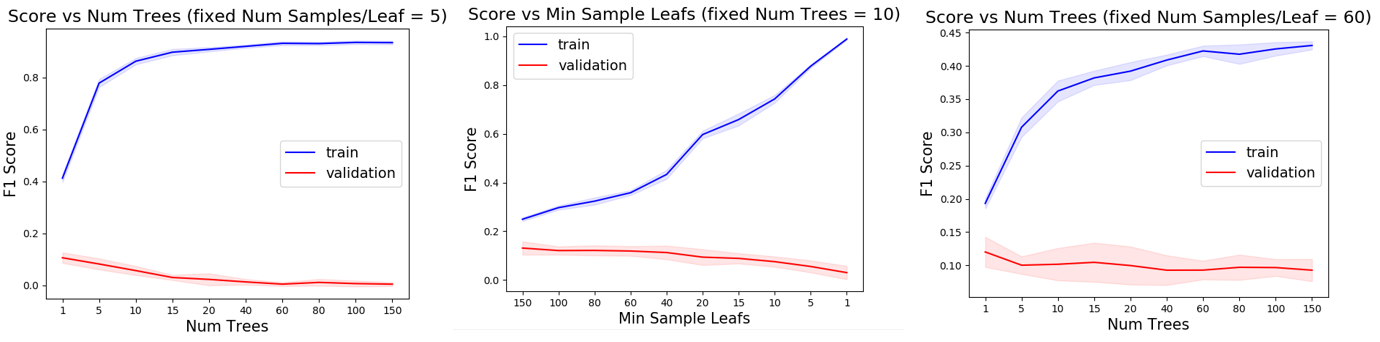 Score vs Num Trees (fixed Num Samples/Leaf = 5)
F1 Score
0.8
0.6
0.4
0.2
0.0
train
validation
1 5 10 15 20 40 60 80 100 150
Num Trees
Score vs Min Sample Leafs (fixed Num Trees = 10)
train
validation
F1 Score
1.0
0.8
0.6
0.4
0.2
0.0
150 100 80 60 40 20 15 10 5 1
Min Sample Leafs
Score vs Num Trees (fixed Num Samples/Leaf = 60)
F1 Score
0.45
0.40
0.35
0.30
0.25
0.20
0.15
0.10
train
validation
1 5 10 15 20 40 60 80 100 150
Num Trees